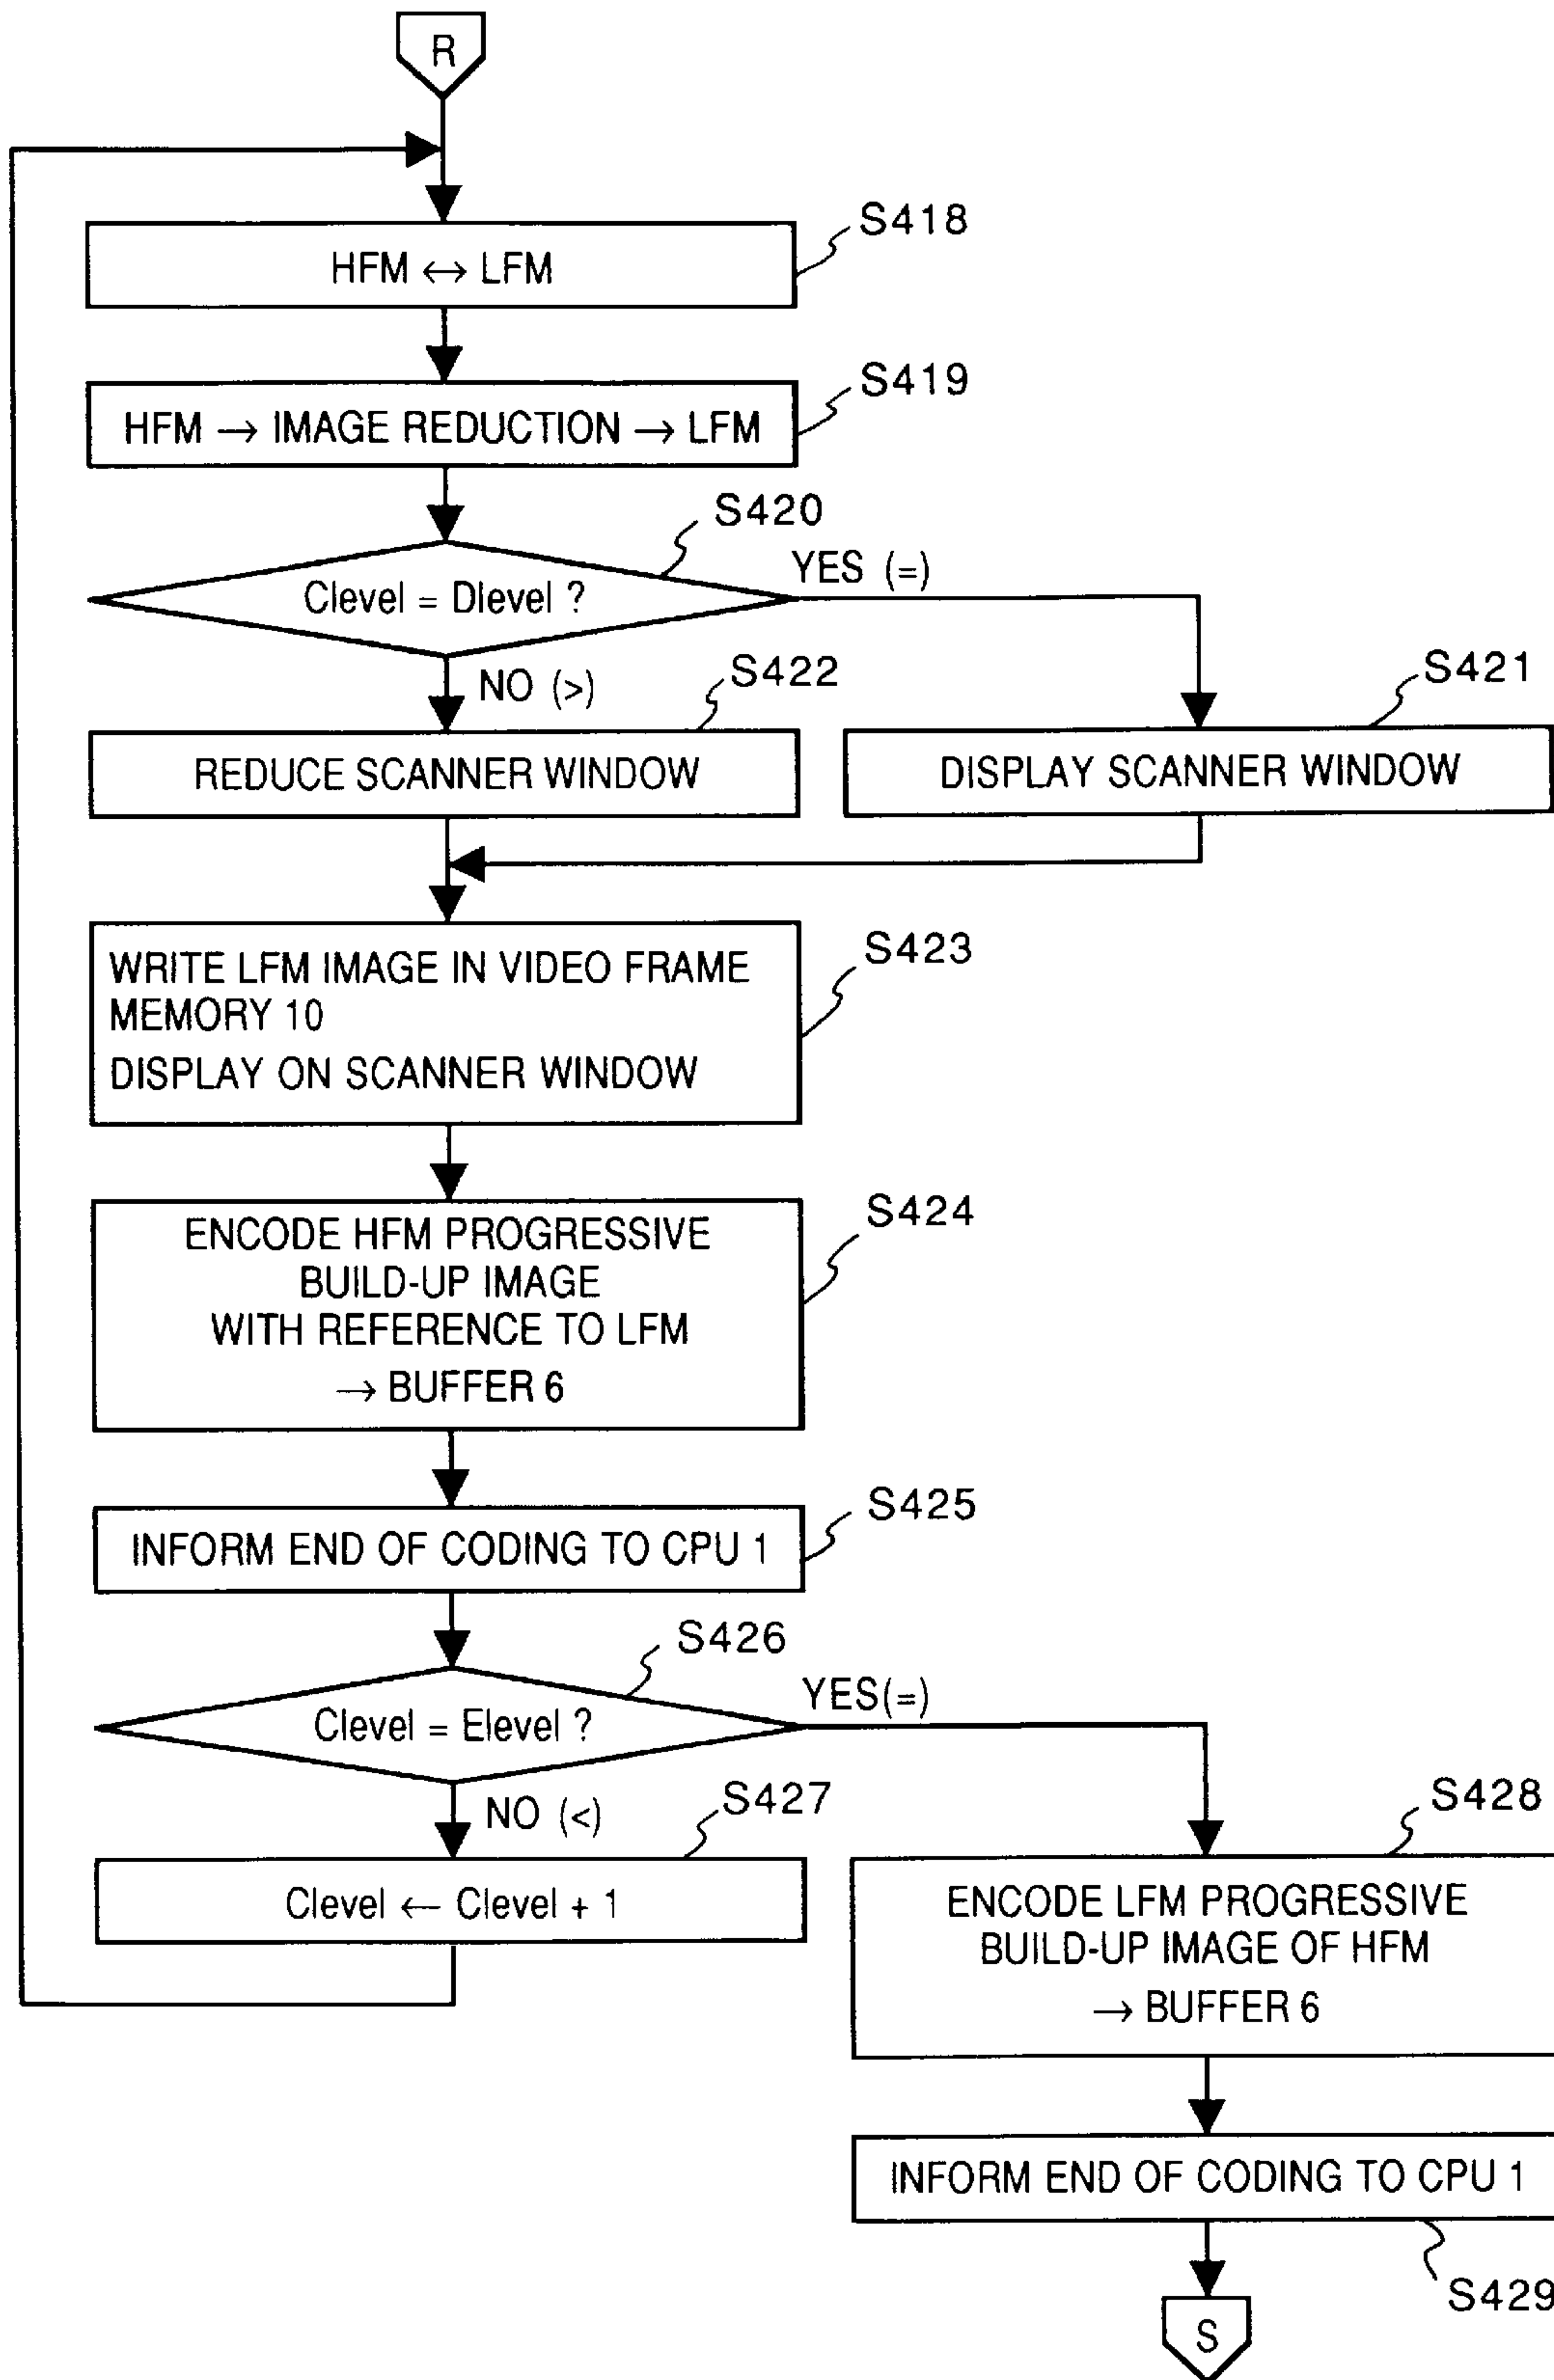 R
S418
HFM ↔ LFM
S419
HFM → IMAGE REDUCTION → LFM
S420
Clevel = Dlevel ?
YES (=)
NO (>)
S422
S421
REDUCE SCANNER WINDOW
DISPLAY SCANNER WINDOW
S423
WRITE LFM IMAGE IN VIDEO FRAME
MEMORY 10
DISPLAY ON SCANNER WINDOW
S424
ENCODE HFM PROGRESSIVE
BUILD-UP IMAGE
WITH REFERENCE TO LFM
→ BUFFER 6
S425
INFORM END OF CODING TO CPU 1
S426
Clevel = Elevel ?
YES(=)
NO (<)
S427
Clevel ← Clevel + 1
S428
ENCODE LFM PROGRESSIVE
BUILD-UP IMAGE OF HFM
→ BUFFER 6
INFORM END OF CODING TO CPU 1
S429
S